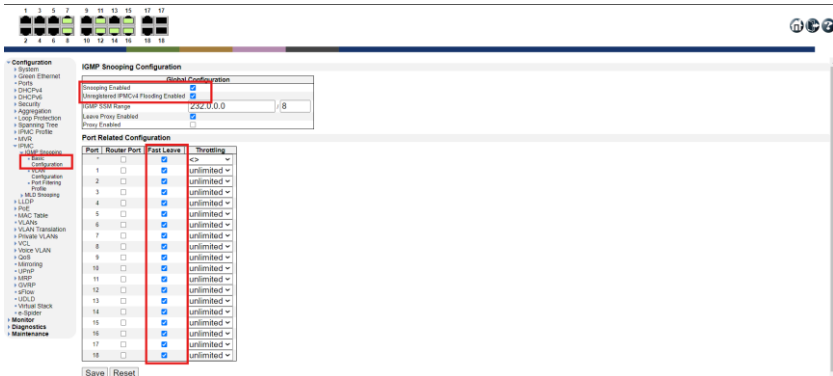 1 3 5 7 9 11 13 15 17 17
2 4 6 8 10 12 14 16 18 18
Configuration
System
Green Ethernet
Ports
DHCPv4
DHCPv6
Security
Aggregation
Loop Protection
Spanning Tree
IPMC Profile
MVR
IPMC
IGMP Snooping
Basic
Configuration
VLAN
Configuration
Port Filtering
Profile
MLD Snooping
LLDP
PoE
MAC Table
VLANs
VLAN Translation
Private VLANs
VCL
Voice VLAN
QoS
Mirroring
UPnP
MRP
GVRP
sFlow
UDLD
Virtual Stack
e-Spider
Monitor
Diagnostics
Maintenance
IGMP Snooping Configuration
Global Configuration
Snooping Enabled
Unregistered IPMCv4 Flooding Enabled
IGMP SSM Range 232.0.0.0 / 8
Leave Proxy Enabled
Proxy Enabled
Port Related Configuration
Port Router Port Fast Leave Throttling
* <>
1 unlimited
2 unlimited
3 unlimited
4 unlimited
5 unlimited
6 unlimited
7 unlimited
8 unlimited
9 unlimited
10 unlimited
11 unlimited
12 unlimited
13 unlimited
14 unlimited
15 unlimited
16 unlimited
17 unlimited
18 unlimited
Save Reset